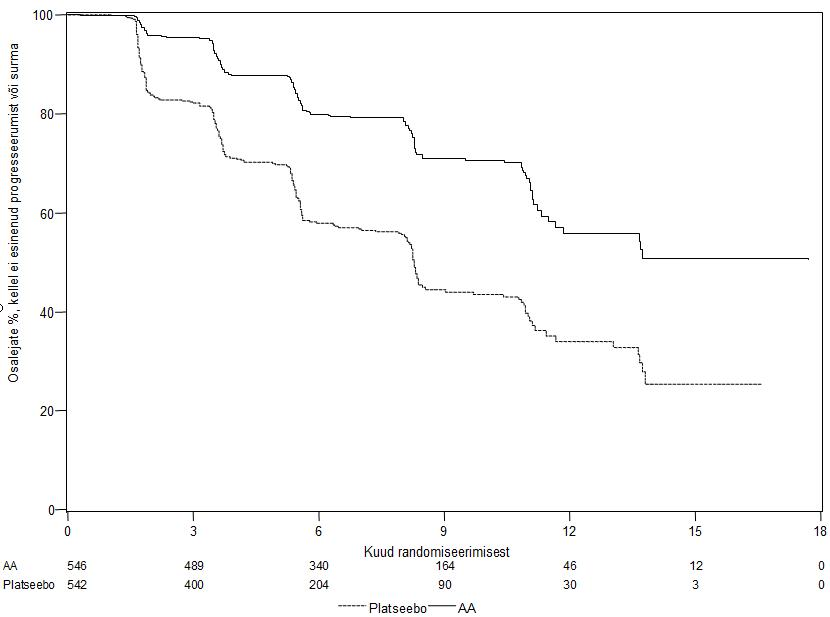 Osalejate %, kellel ei esinenud progresseerumist või surma
100
80
60
40
20
0
0 3 6 9 12 15 18
Kuud randomiseerimisest
AA 546 489 340 164 46 12 0
Platseebo 542 400 204 90 30 3 0
Platseebo AA